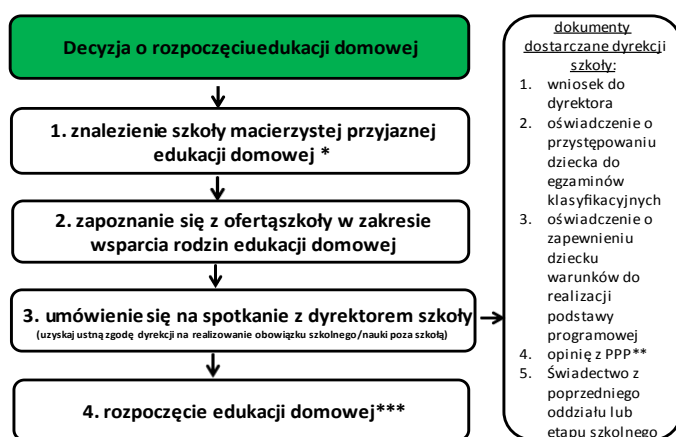 Decyzja o rozpoczęciuedukacji domowej
1. znalezienie szkoły macierzystej przyjaznej
edukacji domowej *
2. zapoznanie się z ofertąszkoły w zakresie
wsparcia rodzin edukacji domowej
3. umówienie się na spotkanie z dyrektorem szkoły
(uzyskaj ustną zgodę dyrekcji na realizowanie obowiązku szkolnego/nauki poza szkołą)
4. rozpoczęcie edukacji domowej***
dokumenty
dostarczane dyrekcji
szkoły:
1. wniosek do
dyrektora
2. oświadczenie o
przystępowaniu
dziecka do
egzaminów
klasyfikacyjnych
3. oświadczenie o
zapewnieniu
dziecku
warunków do
realizacji
podstawy
programowej
4. opinię z PPP**
5. Świadectwo z
poprzedniego
oddziału lub
etapu szkolnego